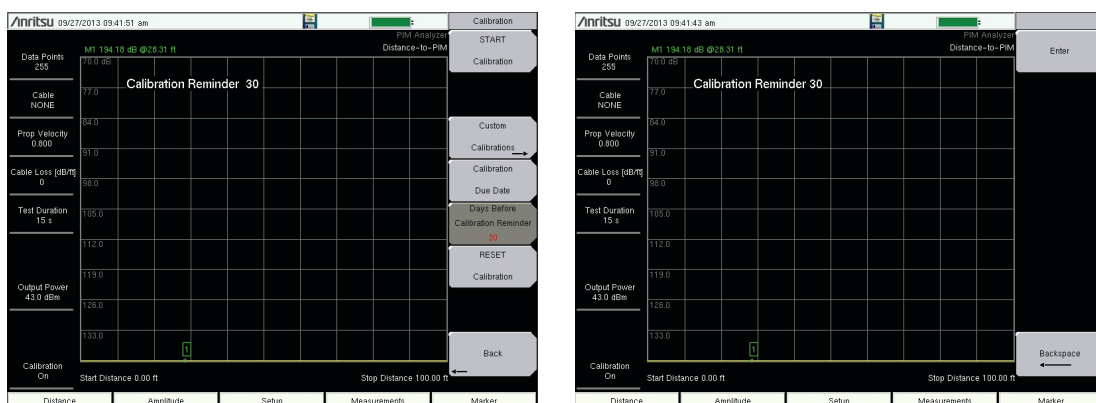 Anritsu 09/27/2013 09:41:51 am
Calibration
PIM Analyzer
M1 194.18 dB @28.31 ft
Distance-to-PIM
Data Points
255
Cable
NONE
Prop Velocity
0.800
Cable Loss [dB/ft]
0
Test Duration
15 s
Output Power
43.0 dBm
Calibration
On
70.0 dB
77.0
84.0
91.0
98.0
105.0
112.0
119.0
126.0
133.0
Calibration Reminder 30
1
Start Distance 0.00 ft
Stop Distance 100.00 ft
START
Calibration
Custom
Calibrations
Calibration
Due Date
Days Before
Calibration Reminder
30
RESET
Calibration
Back
Distance
Amplitude
Setup
Measurements
Marker
Anritsu 09/27/2013 09:41:43 am
PIM Analyzer
M1 194.18 dB @28.31 ft
Distance-to-PIM
Data Points
255
Cable
NONE
Prop Velocity
0.800
Cable Loss [dB/ft]
0
Test Duration
15 s
Output Power
43.0 dBm
Calibration
On
70.0 dB
77.0
84.0
91.0
98.0
105.0
112.0
119.0
126.0
133.0
Calibration Reminder 30
1
Start Distance 0.00 ft
Stop Distance 100.00 ft
Enter
Backspace
Distance
Amplitude
Setup
Measurements
Marker